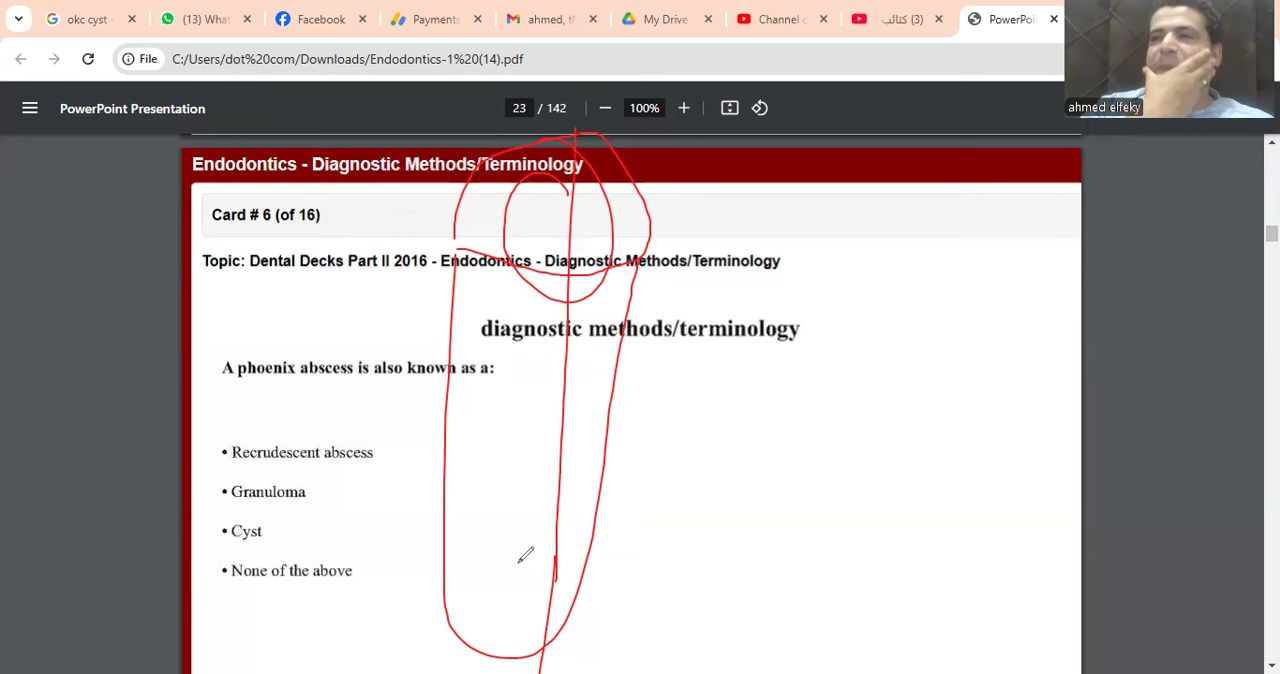 okc cyst
(13) What
Facebook
Payments
ahmed, th
My Drive
Channel c
(3) كتائب
PowerPoin
File
C:/Users/dot%20com/Downloads/Endodontics-1%20(14).pdf
ahmed elfeky
PowerPoint Presentation
23 / 142
100%
Endodontics - Diagnostic Methods/Terminology
Card # 6 (of 16)
Topic: Dental Decks Part II 2016 - Endodontics - Diagnostic Methods/Terminology
diagnostic methods/terminology
A phoenix abscess is also known as a:
• Recrudescent abscess
• Granuloma
• Cyst
• None of the above